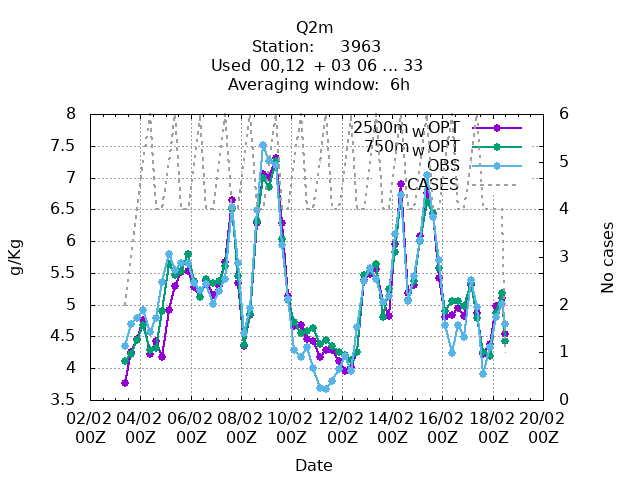 Q2m
Station: 3963
Used 00,12 + 03 06 ... 33
Averaging window: 6h
8
7.5
7
6.5
6
5.5
5
4.5
4
3.5
6
5
4
3
2
1
0
2500m w OPT
750m w OPT
OBS
CASES
g/Kg
No cases
02/02 04/02 06/02 08/02 10/02 12/02 14/02 16/02 18/02 20/02
00Z 00Z 00Z 00Z 00Z 00Z 00Z 00Z 00Z 00Z
Date